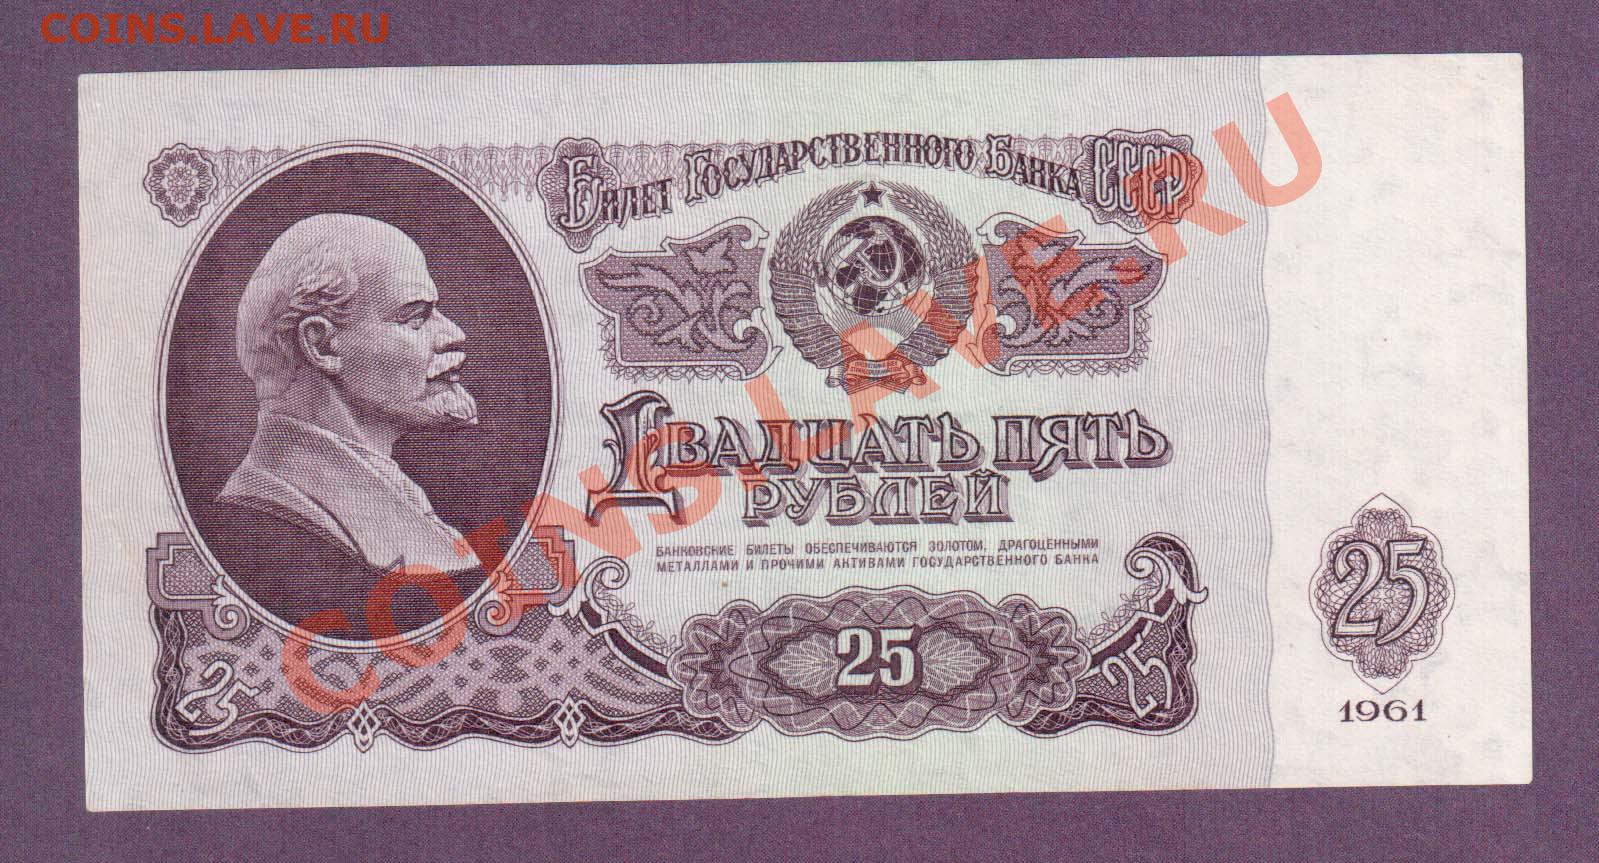 COINS.LAVE.RU
Билет Государственного Банка СССР
Двадцать пять
рублей
БАНКОВСКИЕ БИЛЕТЫ ОБЕСПЕЧИВАЮТСЯ ЗОЛОТОМ, ДРАГОЦЕННЫМИ
МЕТАЛЛАМИ И ПРОЧИМИ АКТИВАМИ ГОСУДАРСТВЕННОГО БАНКА
25
25
25
25
1961
COINS.LAVE.RU